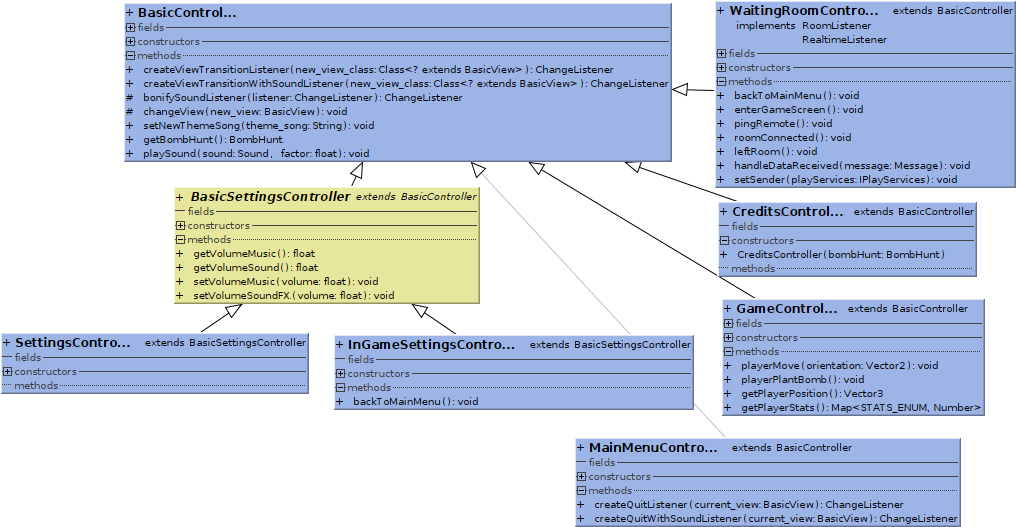 + BasicControl...
fields
constructors
methods
+ createViewTransitionListener(new_view_class: Class<? extends BasicView> ): ChangeListener
+ createViewTransitionWithSoundListener(new_view_class: Class<? extends BasicView> ): ChangeListener
# bonifySoundListener(listener: ChangeListener): ChangeListener
# changeView(new_view: BasicView): void
+ setNewThemeSong(theme_song: String): void
+ getBombHunt(): BombHunt
+ playSound(sound: Sound, factor: float): void
+ WaitingRoomContro... extends BasicController
implements RoomListener
RealtimeListener
fields
constructors
methods
+ backToMainMenu(): void
+ enterGameScreen(): void
+ pingRemote(): void
+ roomConnected(): void
+ leftRoom(): void
+ handleDataReceived(message: Message): void
+ setSender(playServices: IPlayServices): void
+ BasicSettingsController extends BasicController
fields
constructors
methods
+ getVolumeMusic(): float
+ getVolumeSound(): float
+ setVolumeMusic(volume: float): void
+ setVolumeSoundFX(volume: float): void
+ CreditsControl... extends BasicController
fields
constructors
+ CreditsController(bombHunt: BombHunt)
methods
+ GameControl... extends BasicController
fields
constructors
methods
+ playerMove(orientation: Vector2): void
+ playerPlantBomb(): void
+ getPlayerPosition(): Vector3
+ getPlayerStats(): Map<STATS_ENUM, Number>
+ SettingsContro... extends BasicSettingsController
fields
constructors
methods
+ InGameSettingsContro... extends BasicSettingsController
fields
constructors
methods
+ backToMainMenu(): void
+ MainMenuContro... extends BasicController
fields
constructors
methods
+ createQuitListener(current_view: BasicView): ChangeListener
+ createQuitWithSoundListener(current_view: BasicView): ChangeListener